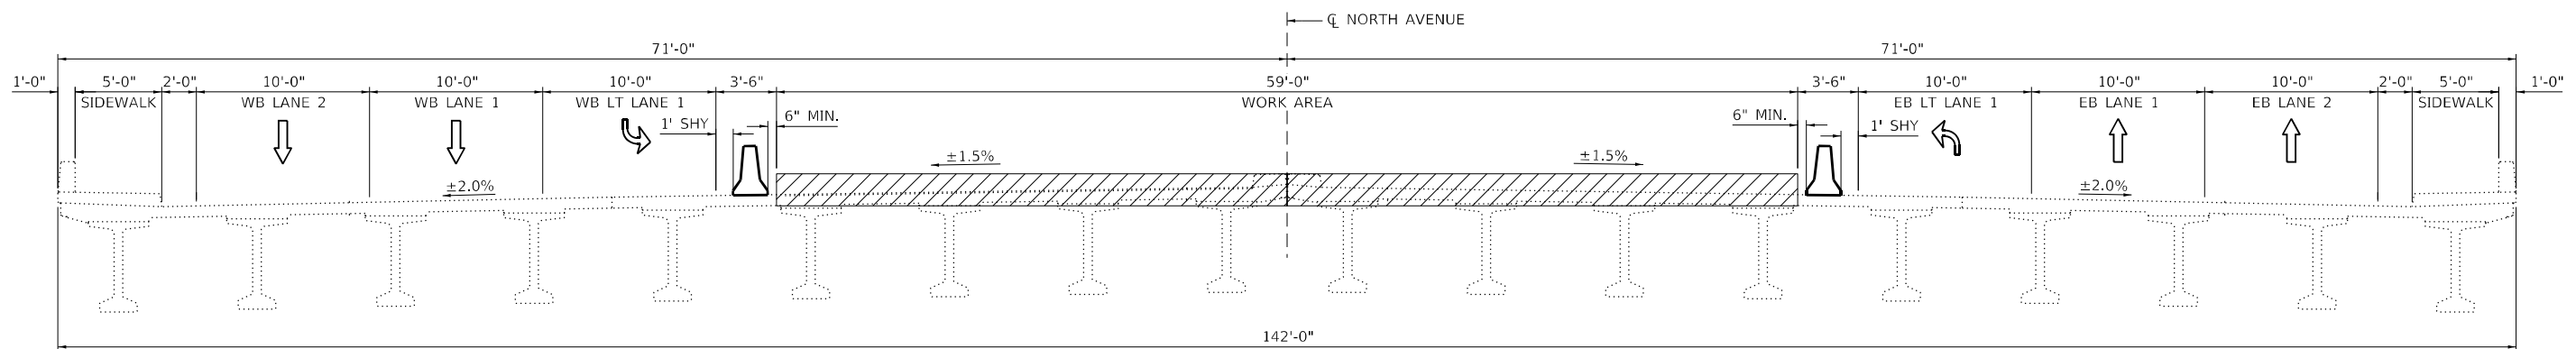 ℄ NORTH AVENUE
71'-0" 71'-0"
1'-0" 5'-0" 2'-0" 10'-0" 10'-0" 10'-0" 3'-6" 59'-0" 3'-6" 10'-0" 10'-0" 10'-0" 2'-0" 5'-0" 1'-0"
SIDEWALK WB LANE 2 WB LANE 1 WB LT LANE 1 WORK AREA EB LT LANE 1 EB LANE 1 EB LANE 2 SIDEWALK
6" MIN. 6" MIN.
1' SHY 1' SHY
±1.5% ±1.5%
±2.0% ±2.0%
142'-0"